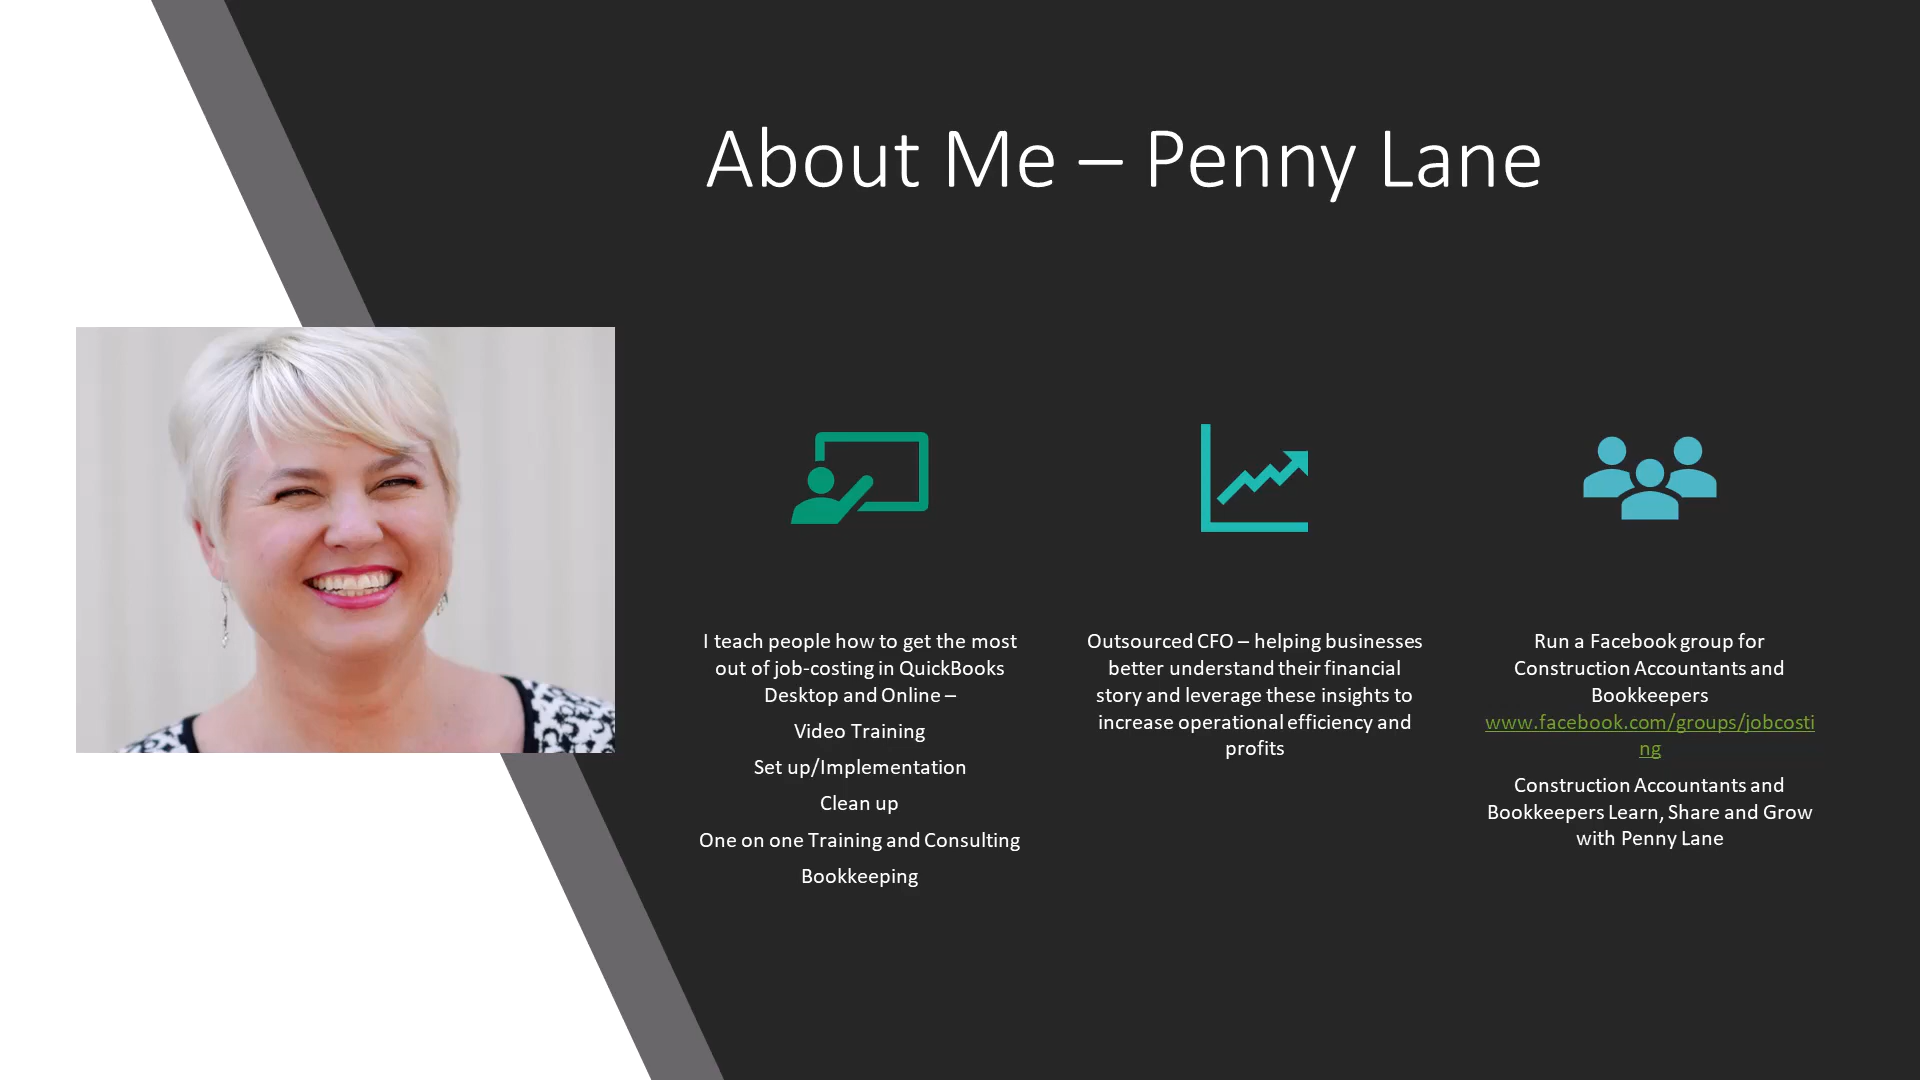 About Me – Penny Lane
I teach people how to get the most
out of job-costing in QuickBooks
Desktop and Online –
Video Training
Set up/Implementation
Clean up
One on one Training and Consulting
Bookkeeping
Outsourced CFO – helping businesses
better understand their financial
story and leverage these insights to
increase operational efficiency and
profits
Run a Facebook group for
Construction Accountants and
Bookkeepers
www.facebook.com/groups/jobcosti
ng
Construction Accountants and
Bookkeepers Learn, Share and Grow
with Penny Lane